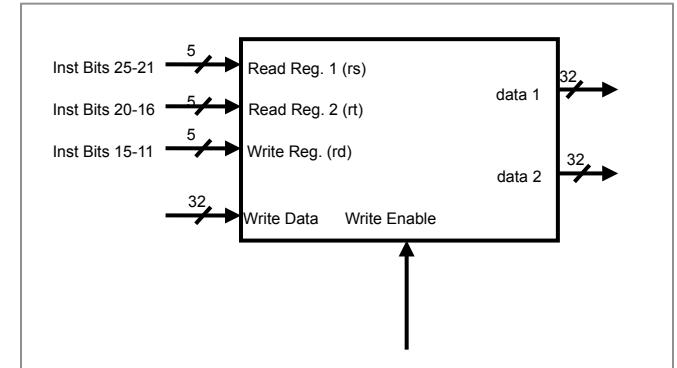 Inst Bits 25-21 5 Read Reg. 1 (rs)
data 1 32
Inst Bits 20-16 5 Read Reg. 2 (rt)
Inst Bits 15-11 5 Write Reg. (rd)
data 2 32
32 Write Data Write Enable